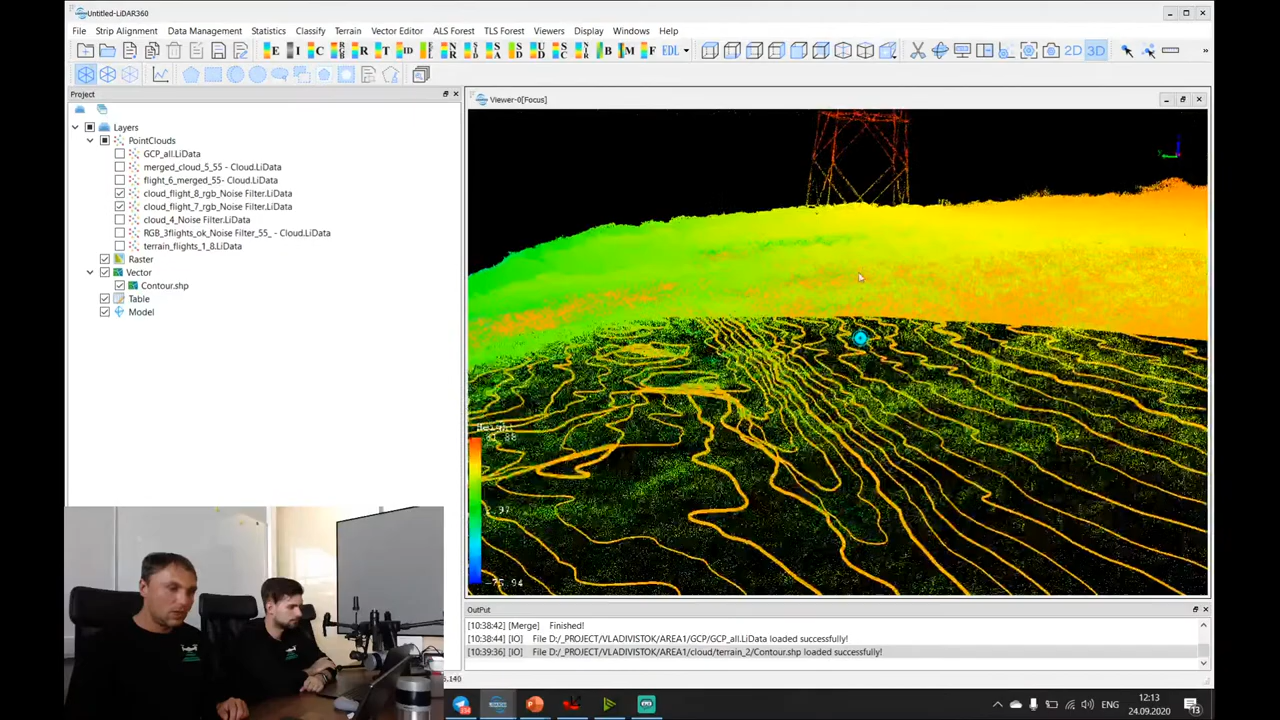 Untitled-LiDAR360
File Strip Alignment Data Management Statistics Classify Terrain Vector Editor ALS Forest TLS Forest Viewers Display Windows Help
EDL
2D 3D
Project
Viewer-0[Focus]
Layers
PointClouds
GCP_all.LiData
merged_cloud_5_55 - Cloud.LiData
flight_6_merged_55- Cloud.LiData
cloud_flight_8_rgb_Noise Filter.LiData
cloud_flight_7_rgb_Noise Filter.LiData
cloud_4_Noise Filter.LiData
RGB_3flights_ok_Noise Filter_55_ - Cloud.LiData
terrain_flights_1_8.LiData
Raster
Vector
Contour.shp
Table
Model
OutPut
[10:38:42] [Merge] Finished!
[10:38:44] [IO] File D:/_PROJECT/VLADIVISTOK/AREA1/GCP/GCP_all.LiData loaded successfully!
[10:39:36] [IO] File D:/_PROJECT/VLADIVISTOK/AREA1/cloud/terrain_2/Contour.shp loaded successfully!
ENG
12:13
24.09.2020